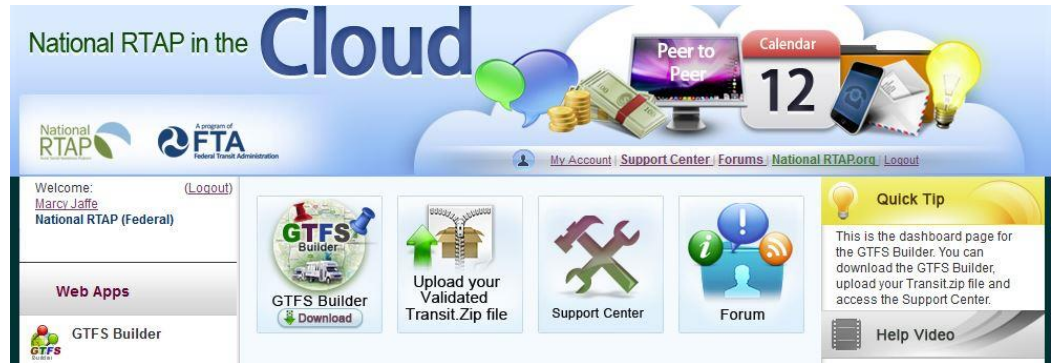 National RTAP in the Cloud
Peer to
Peer
Calendar
12
National
RTAP
A program of
FTA
Federal Transit Administration
My Account | Support Center | Forums | National RTAP.org | Logout
Welcome: (Logout)
Marcy Jaffe
National RTAP (Federal)
Web Apps
GTFS
GTFS Builder
GTFS
Builder
GTFS Builder
Download
Upload your
Validated
Transit.Zip file
Support Center
Forum
Quick Tip
This is the dashboard page for
the GTFS Builder. You can
download the GTFS Builder,
upload your Transit.zip file and
access the Support Center.
Help Video